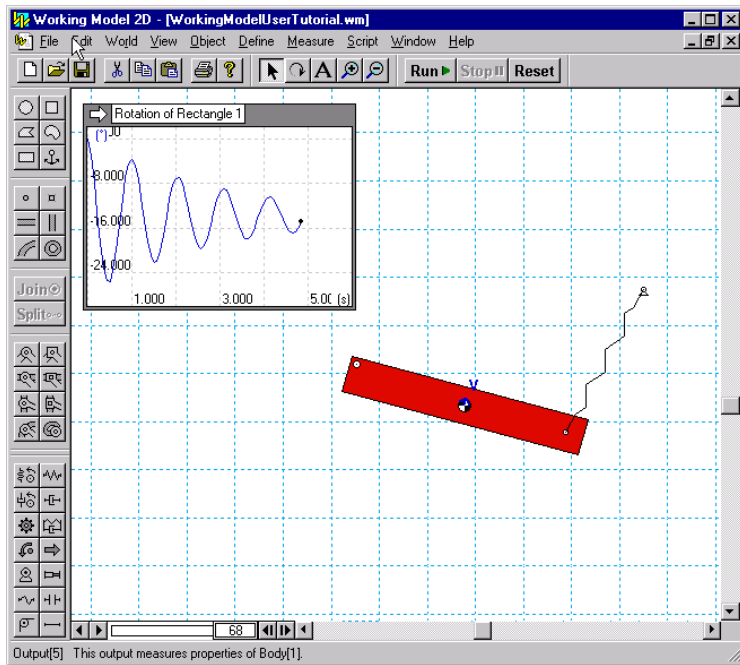 Working Model 2D - [WorkingModelUserTutorial.wm]
File Edit World View Object Define Measure Script Window Help
A Run Stop Reset
Rotation of Rectangle 1
(°)
-8.000
-16.000
-24.000
1.000 3.000 5.00 (s)
Join
Split
V
68
Output[5] This output measures properties of Body[1].